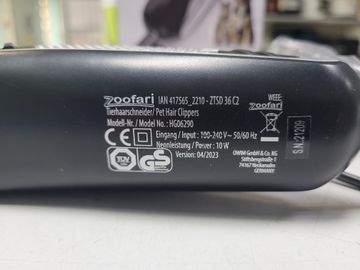 zoofari IAN 417565_2210 - ZTSD 36 C2
Tierhaarschneider/ Pet Hair Clippers
Modell-Nr. / Model No.: HG06290
Eingang / Input: 100-240 V~ 50/60 Hz
Nennleistung / Power: 10 W
Version: 04/2023
TÜV
GS
WEEE:
zoofari
OWIM GmbH & Co. KG
Stiftsbergstraße 1
74167 Neckarsulm
GERMANY
S.N.:21209